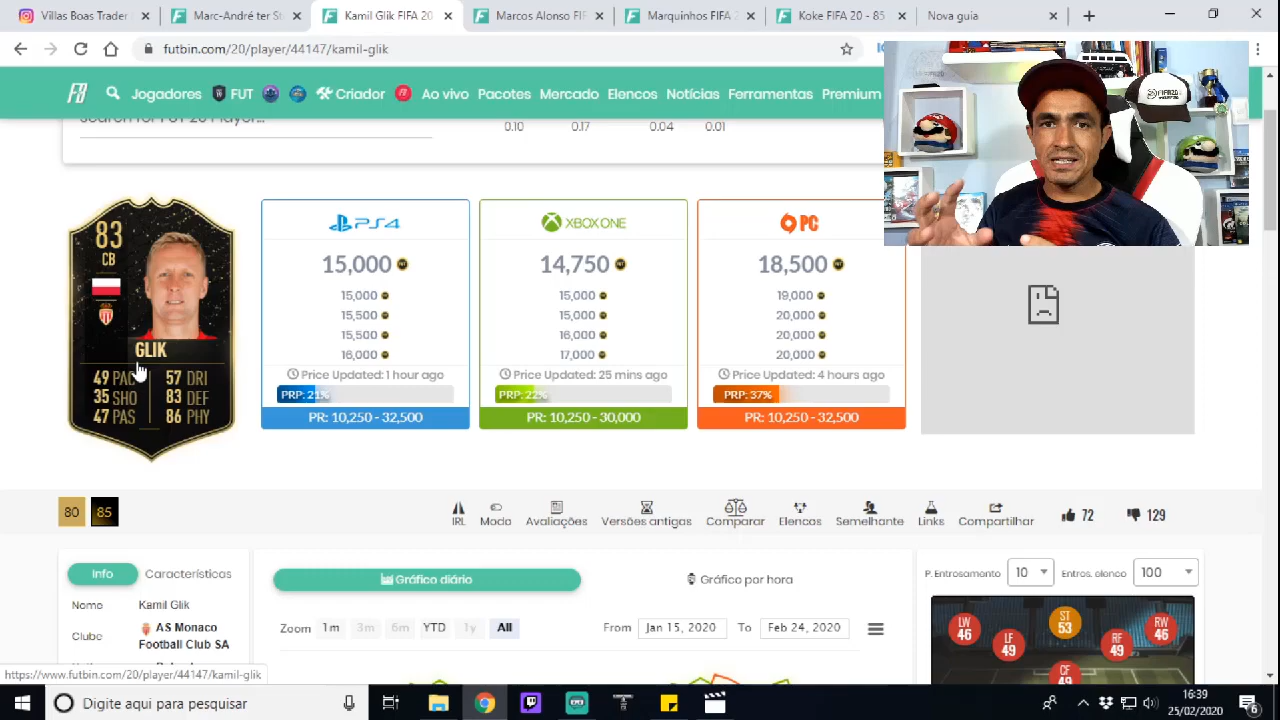 Villas Boas Trader
Marc-André ter St
Kamil Glik FIFA 20
Marcos Alonso FIF
Marquinhos FIFA 2
Koke FIFA 20 - 85
Nova guia
futbin.com/20/player/44147/kamil-glik
Jogadores FUT Criador Ao vivo Pacotes Mercado Elencos Notícias Ferramentas Premium
0.10 0.17 0.04 0.01
83
CB
GLIK
49 PAC 57 DRI
35 SHO 83 DEF
47 PAS 86 PHY
PS4
15,000
15,000
15,500
15,500
16,000
Price Updated: 1 hour ago
PRP: 21%
PR: 10,250 - 32,500
XBOX ONE
14,750
15,000
15,000
16,000
17,000
Price Updated: 25 mins ago
PRP: 22%
PR: 10,250 - 30,000
PC
18,500
19,000
20,000
20,000
20,000
Price Updated: 4 hours ago
PRP: 37%
PR: 10,250 - 32,500
80 85
IRL Modo Avaliações Versões antigas Comparar Elencos Semelhante Links Compartilhar 72 129
Info Características
Nome Kamil Glik
Clube AS Monaco
Football Club SA
Gráfico diário Gráfico por hora
Zoom 1m 3m 6m YTD 1y All From Jan 15, 2020 To Feb 24, 2020
P. Entrosamento 10 Entros. elenco 100
LW
46
LF
49
ST
53
RF
49
RW
46
CF
49
https://www.futbin.com/20/player/44147/kamil-glik
Digite aqui para pesquisar
16:39
25/02/2020
6